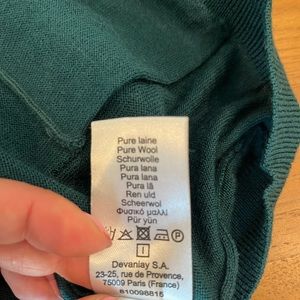 Pure laine
Pure Wool
Schurwolle
Pura lana
Pura lana
Pura lã
Ren uld
Scheerwol
Φυσικό μαλλί
Pür yün
Devanlay S.A.
23-25, rue de Provence,
75009 Paris (France)
810098815